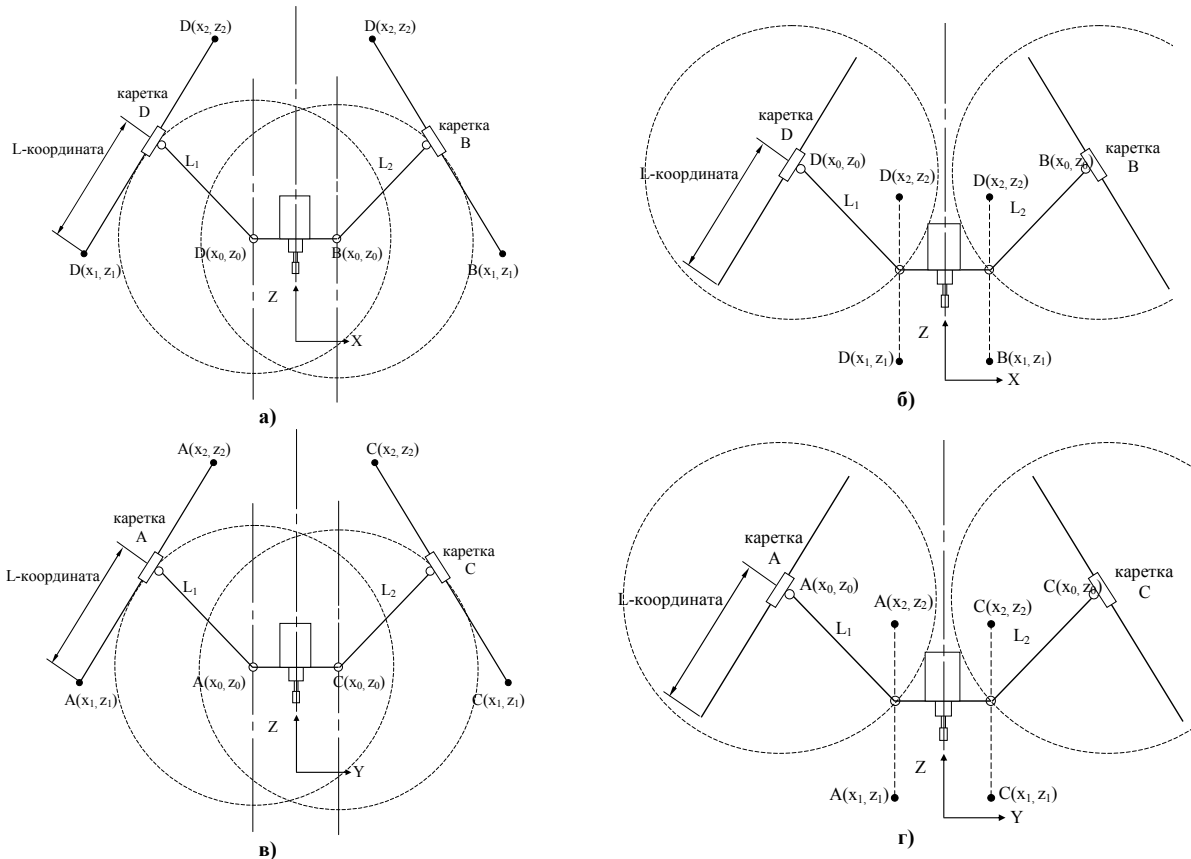 D(x2, z2)
D(x2, z2)
каретка
D
каретка
B
L-координата
L1
L2
D(x0, z0)
B(x0, z0)
D(x1, z1)
B(x1, z1)
Z
X
а)
каретка
D
D(x0, z0)
B(x0, z0)
каретка
B
L-координата
D(x2, z2)
D(x2, z2)
L1
L2
Z
D(x1, z1)
B(x1, z1)
X
б)
A(x2, z2)
C(x2, z2)
каретка
A
каретка
C
L-координата
L1
L2
A(x0, z0)
C(x0, z0)
A(x1, z1)
C(x1, z1)
Z
Y
в)
каретка
A
A(x0, z0)
C(x0, z0)
каретка
C
L-координата
A(x2, z2)
C(x2, z2)
L1
L2
Z
A(x1, z1)
C(x1, z1)
Y
г)